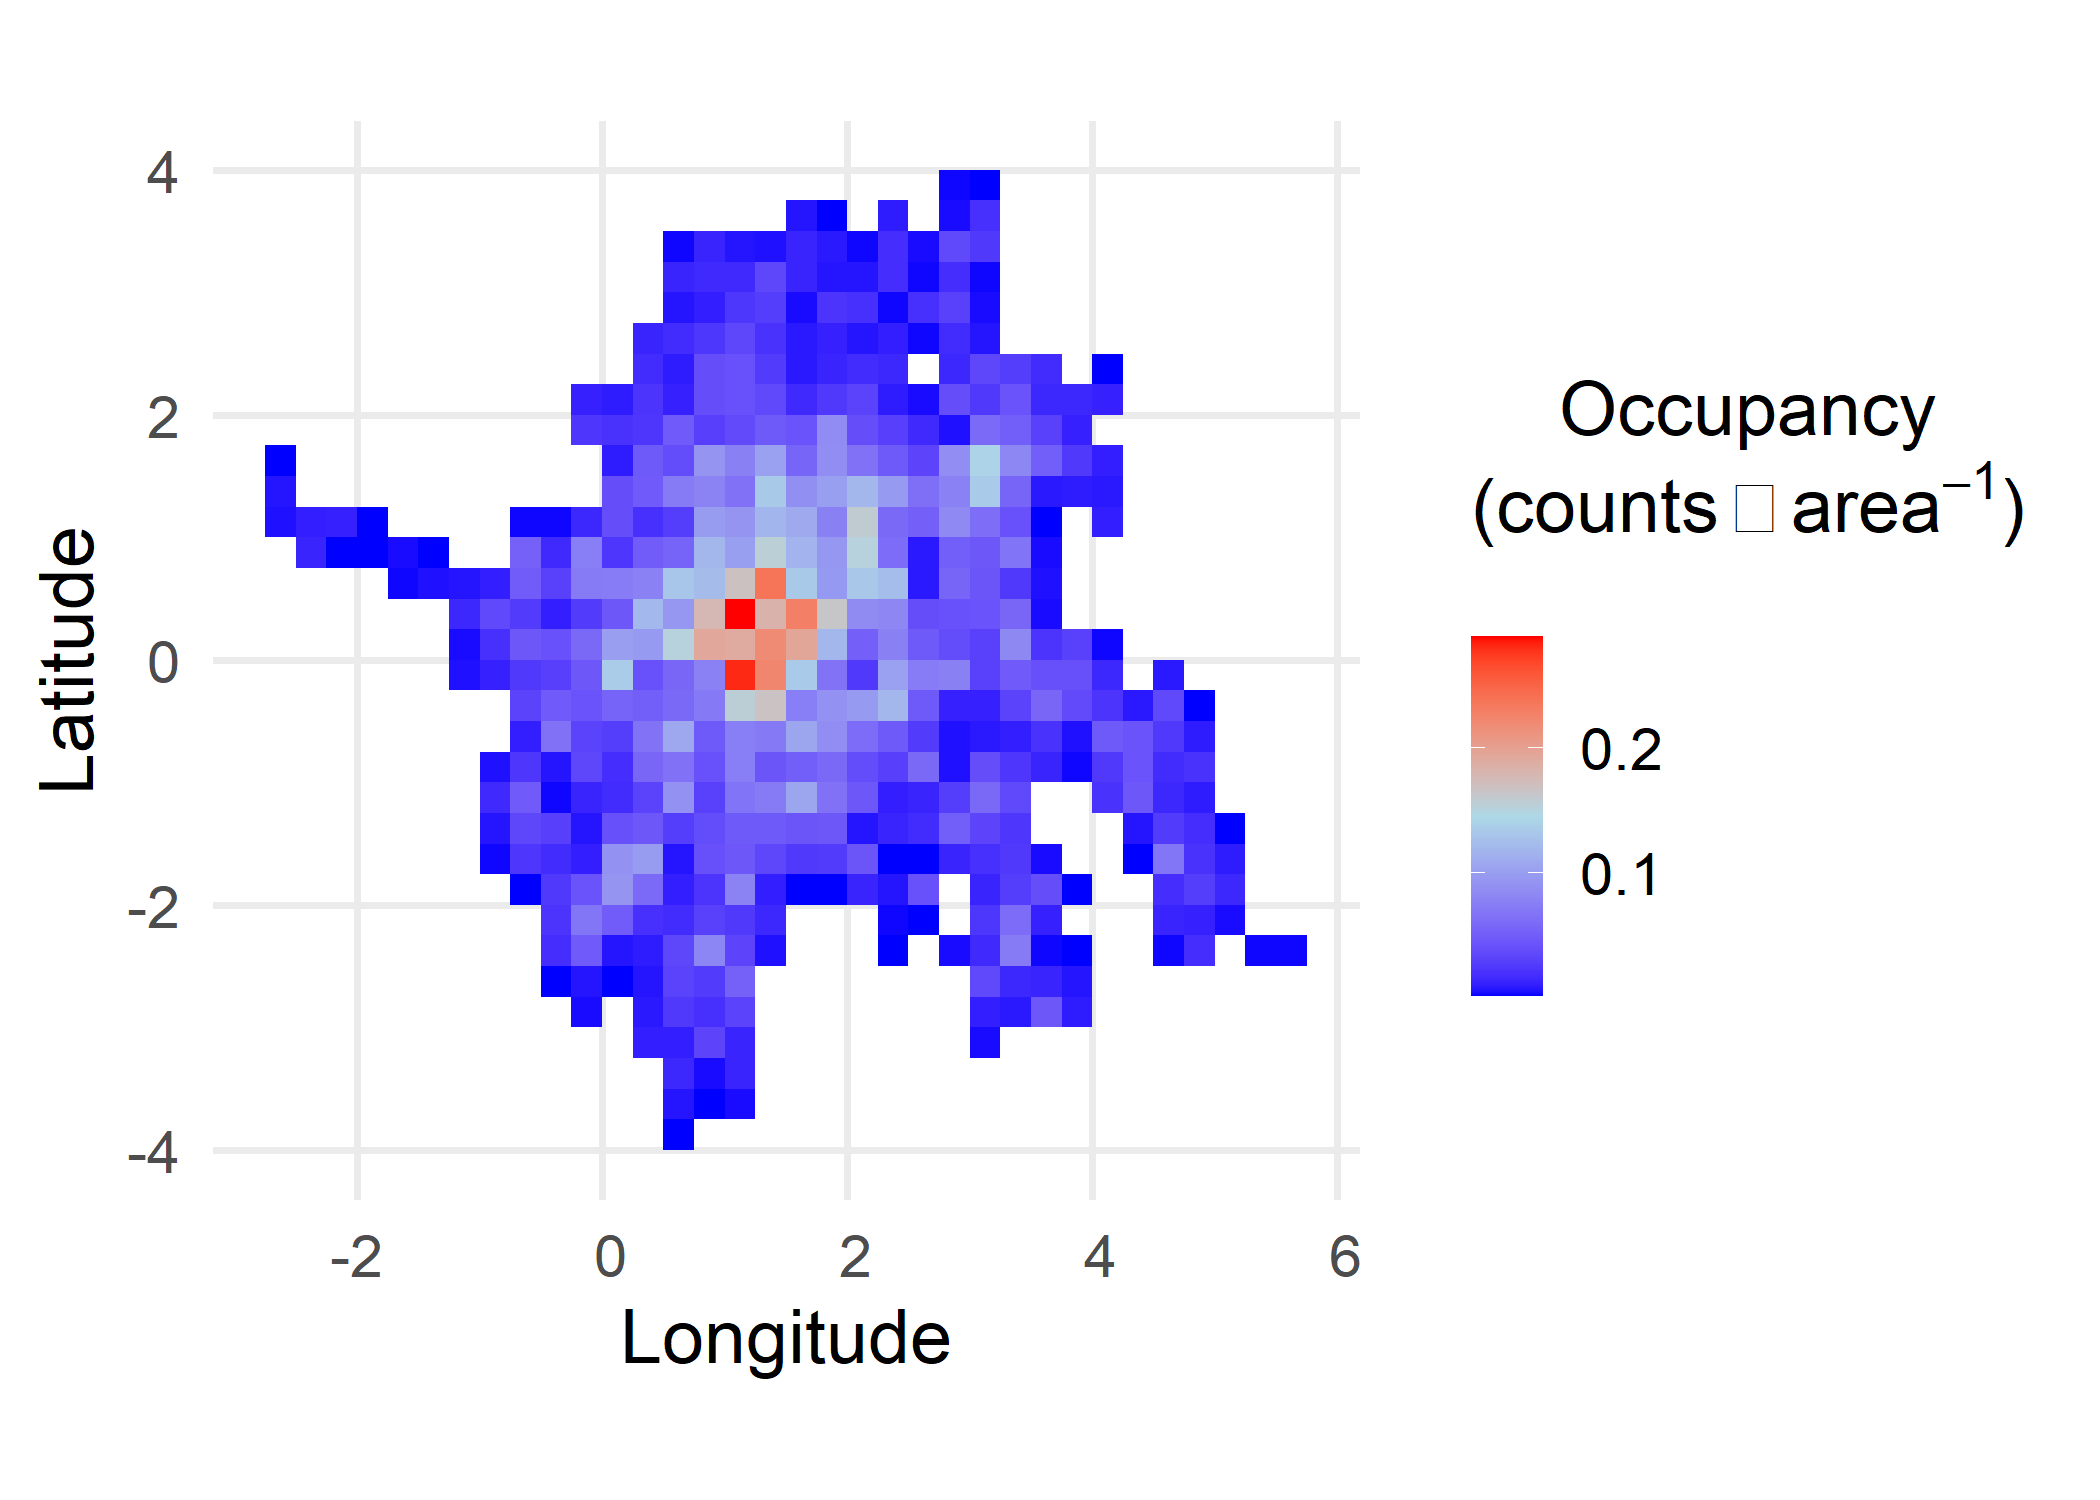 4
2
0
-2
-4
-2 0 2 4 6
Longitude
Latitude
Occupancy
(counts □ area⁻¹)
0.2
0.1